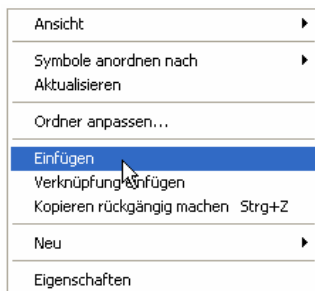 Ansicht
Symbole anordnen nach
Aktualisieren
Ordner anpassen...
Einfügen
Verknüpfung einfügen
Kopieren rückgängig machen Strg+Z
Neu
Eigenschaften